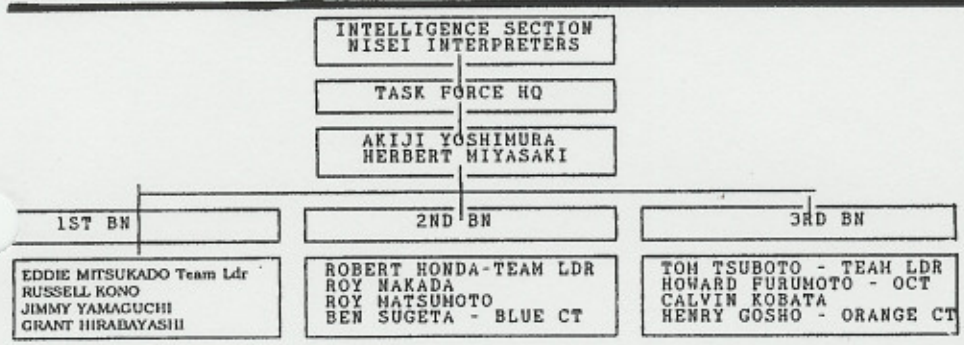 INTELLIGENCE SECTION
NISEI INTERPRETERS
TASK FORCE HQ
AKIJI YOSHIMURA
HERBERT MIYASAKI
1ST BN
2ND BN
3RD BN
EDDIE MITSUKADO Team Ldr
RUSSELL KONO
JIMMY YAMAGUCHI
GRANT HIRABAYASHI
ROBERT HONDA-TEAM LDR
ROY NAKADA
ROY MATSUMOTO
BEN SUGETA - BLUE CT
TOM TSUBOTO - TEAM LDR
HOWARD FURUMOTO - OCT
CALVIN KOBATA
HENRY GOSHO - ORANGE CT